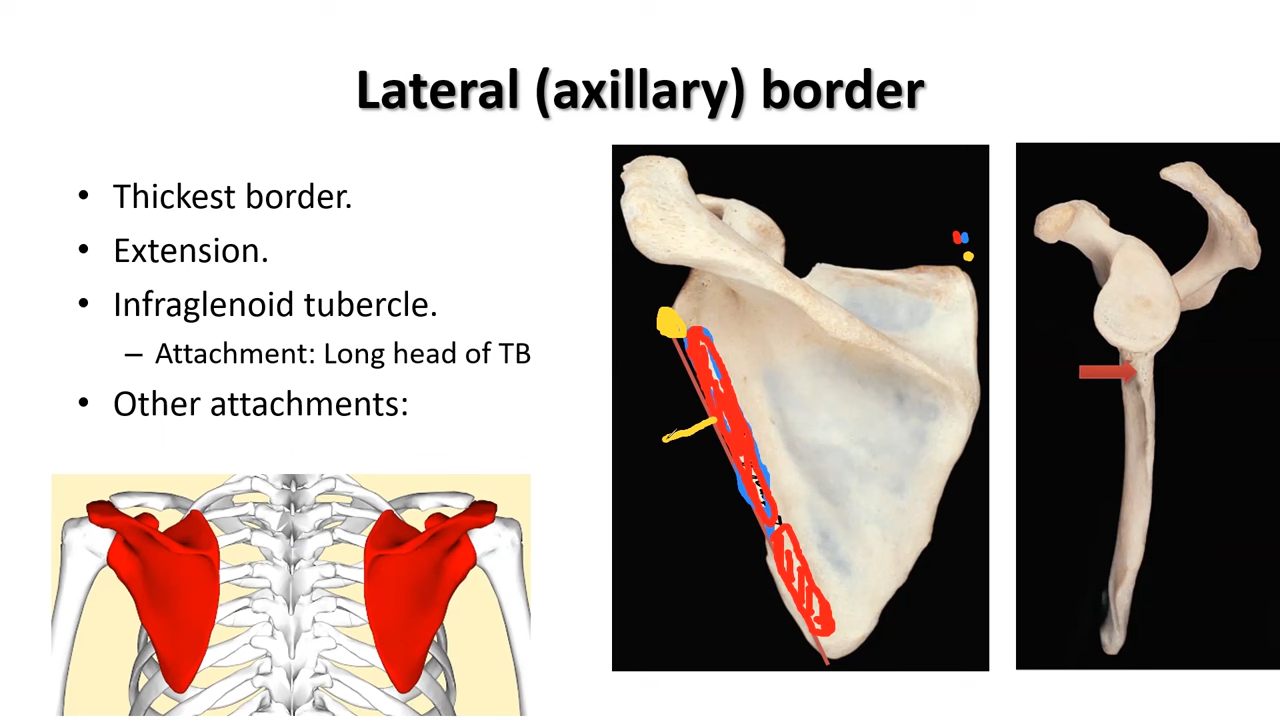 Lateral (axillary) border
• Thickest border.
• Extension.
• Infraglenoid tubercle.
– Attachment: Long head of TB
• Other attachments: